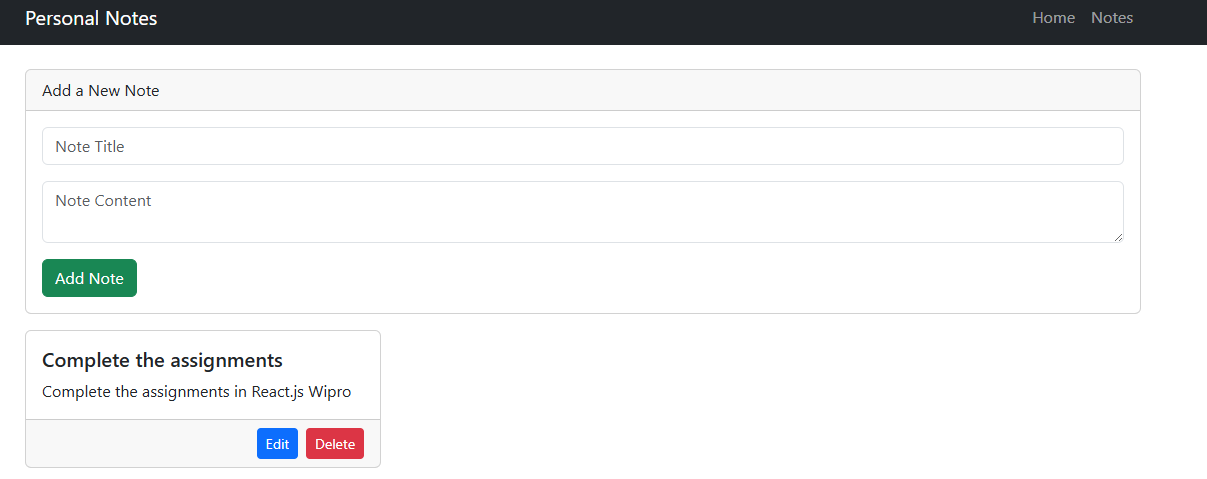 Personal Notes
Home Notes
Add a New Note
Note Title
Note Content
Add Note
Complete the assignments
Complete the assignments in React.js Wipro
Edit Delete